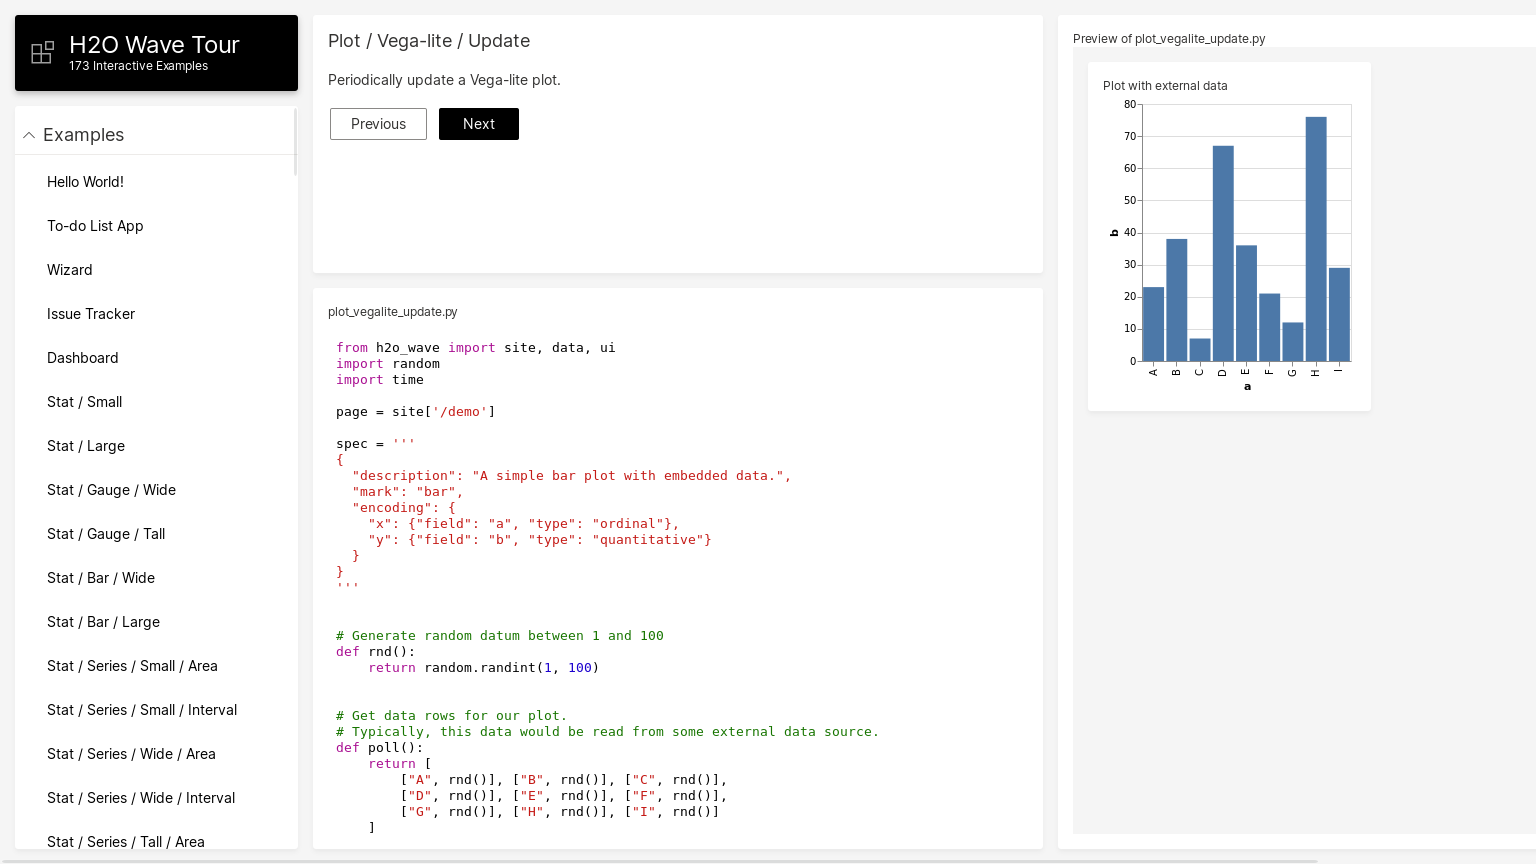 H2O Wave Tour
173 Interactive Examples
Examples
Hello World!
To-do List App
Wizard
Issue Tracker
Dashboard
Stat / Small
Stat / Large
Stat / Gauge / Wide
Stat / Gauge / Tall
Stat / Bar / Wide
Stat / Bar / Large
Stat / Series / Small / Area
Stat / Series / Small / Interval
Stat / Series / Wide / Area
Stat / Series / Wide / Interval
Stat / Series / Tall / Area
Plot / Vega-lite / Update
Periodically update a Vega-lite plot.
Previous
Next
plot_vegalite_update.py
from h2o_wave import site, data, ui
import random
import time
page = site['/demo']
spec = '''
{
  "description": "A simple bar plot with embedded data.",
  "mark": "bar",
  "encoding": {
    "x": {"field": "a", "type": "ordinal"},
    "y": {"field": "b", "type": "quantitative"}
  }
}
'''
# Generate random datum between 1 and 100
def rnd():
    return random.randint(1, 100)
# Get data rows for our plot.
# Typically, this data would be read from some external data source.
def poll():
    return [
        ["A", rnd()], ["B", rnd()], ["C", rnd()],
        ["D", rnd()], ["E", rnd()], ["F", rnd()],
        ["G", rnd()], ["H", rnd()], ["I", rnd()]
    ]
Preview of plot_vegalite_update.py
Plot with external data
80
70
60
50
40
30
20
10
0
b
A B C D E F G H I
a